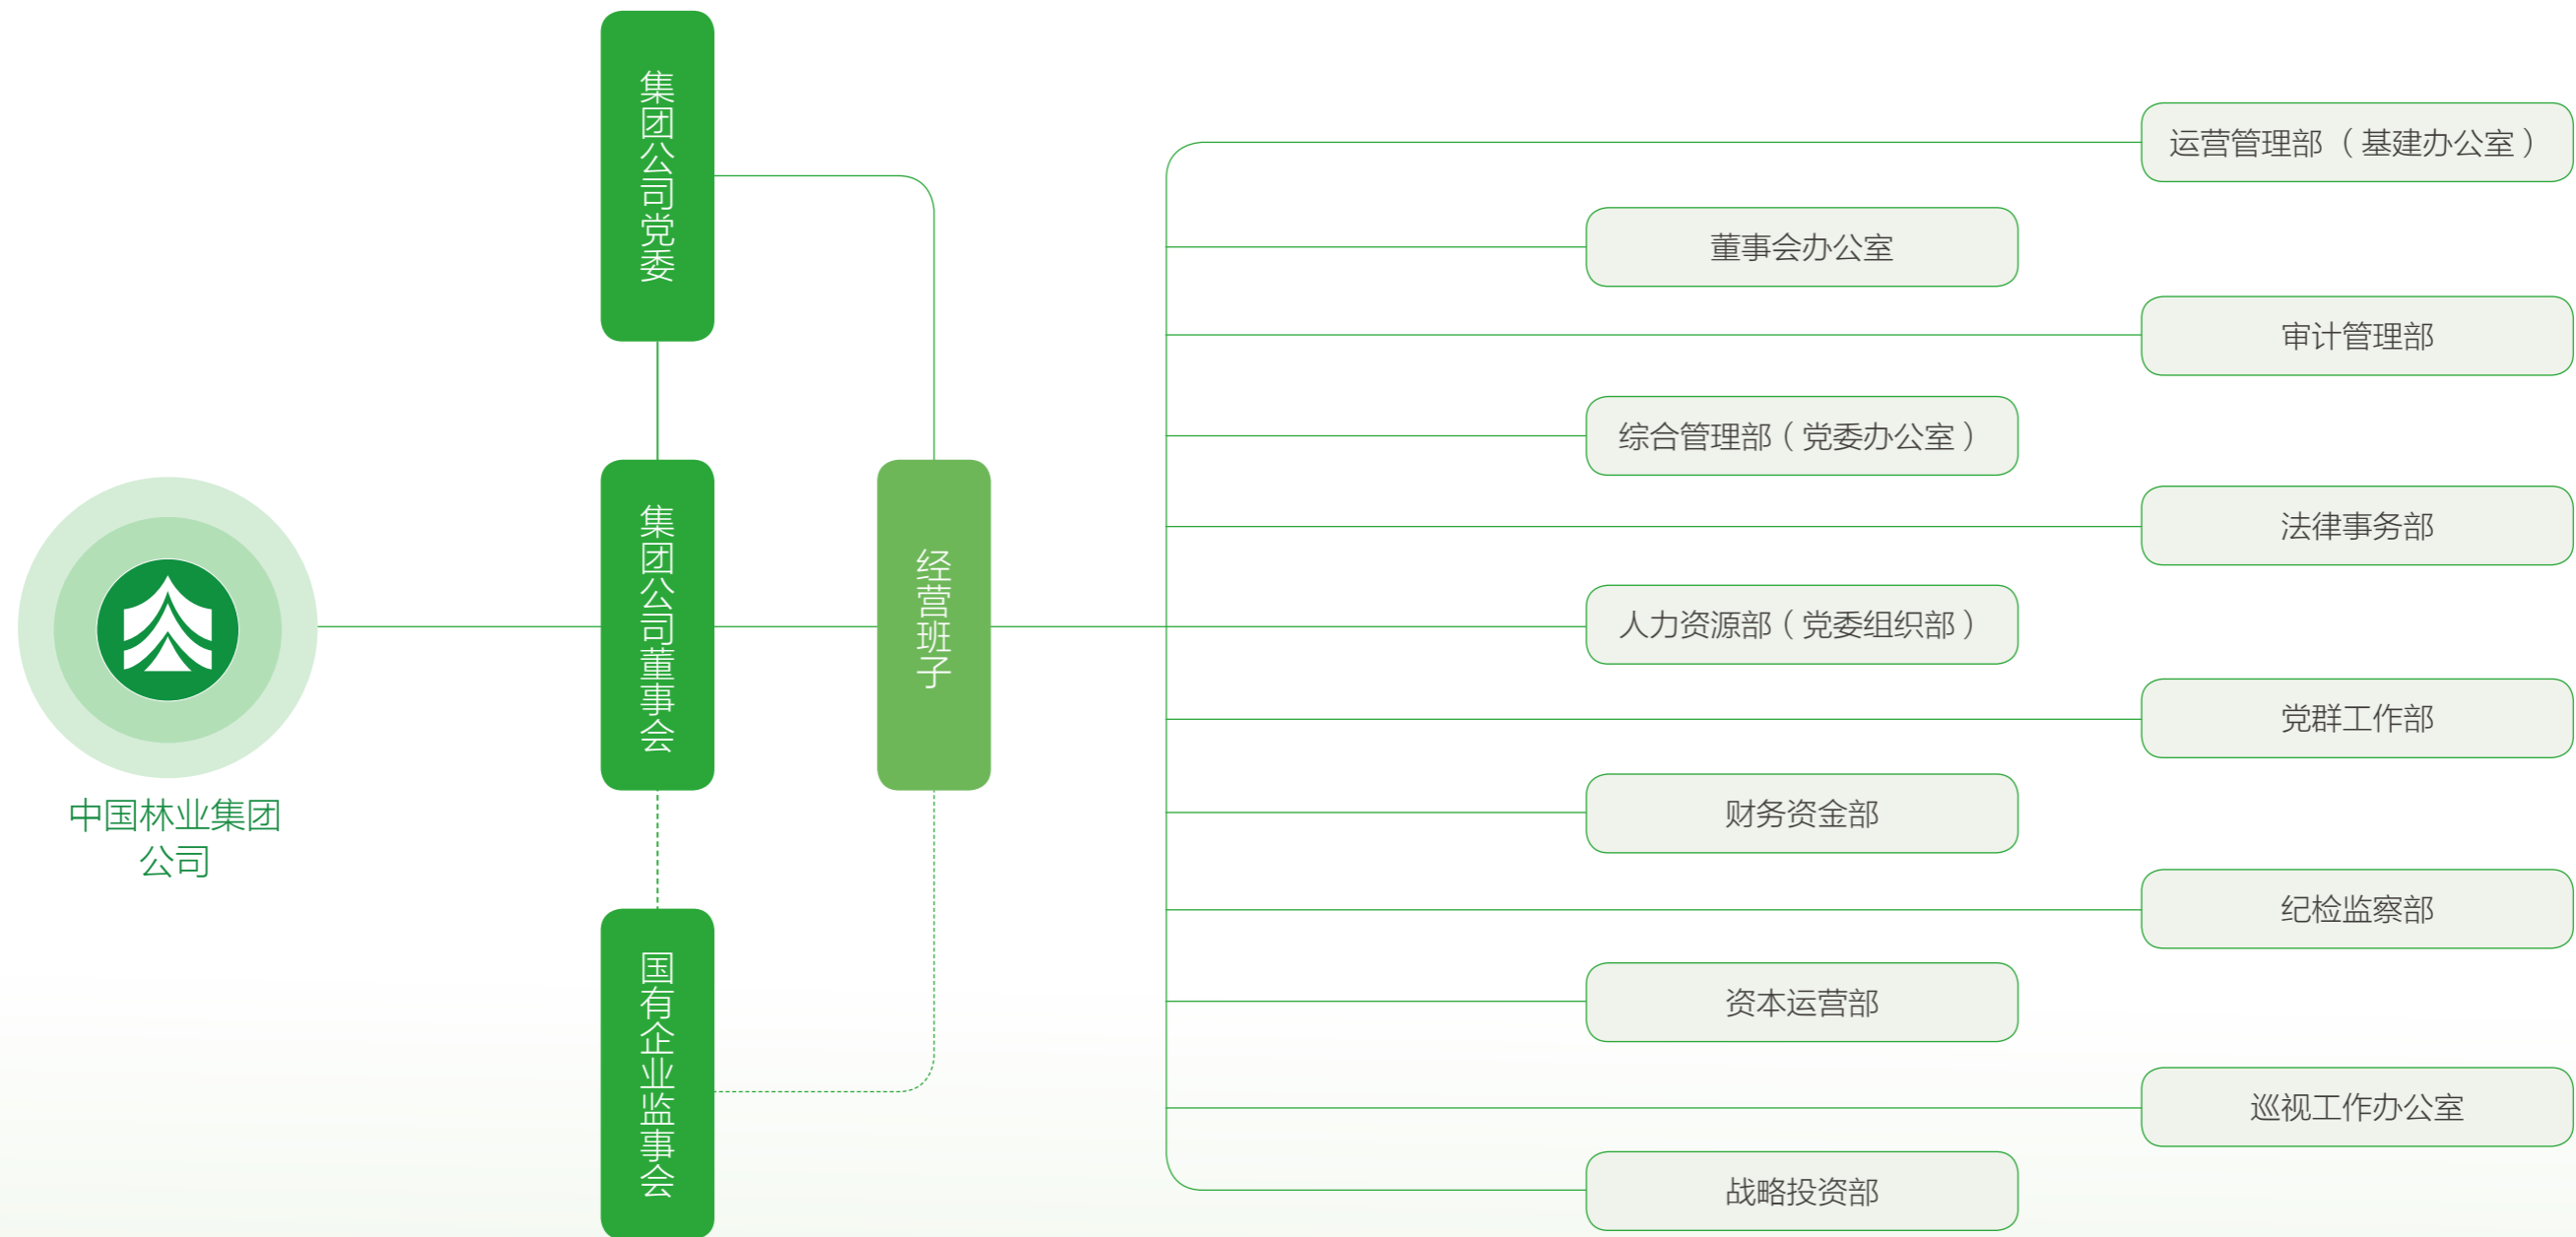 中国林业集团
公司
集团公司党委
集团公司董事会
国有企业监事会
经营班子
运营管理部（基建办公室）
董事会办公室
审计管理部
综合管理部（党委办公室）
法律事务部
人力资源部（党委组织部）
党群工作部
财务资金部
纪检监察部
资本运营部
巡视工作办公室
战略投资部